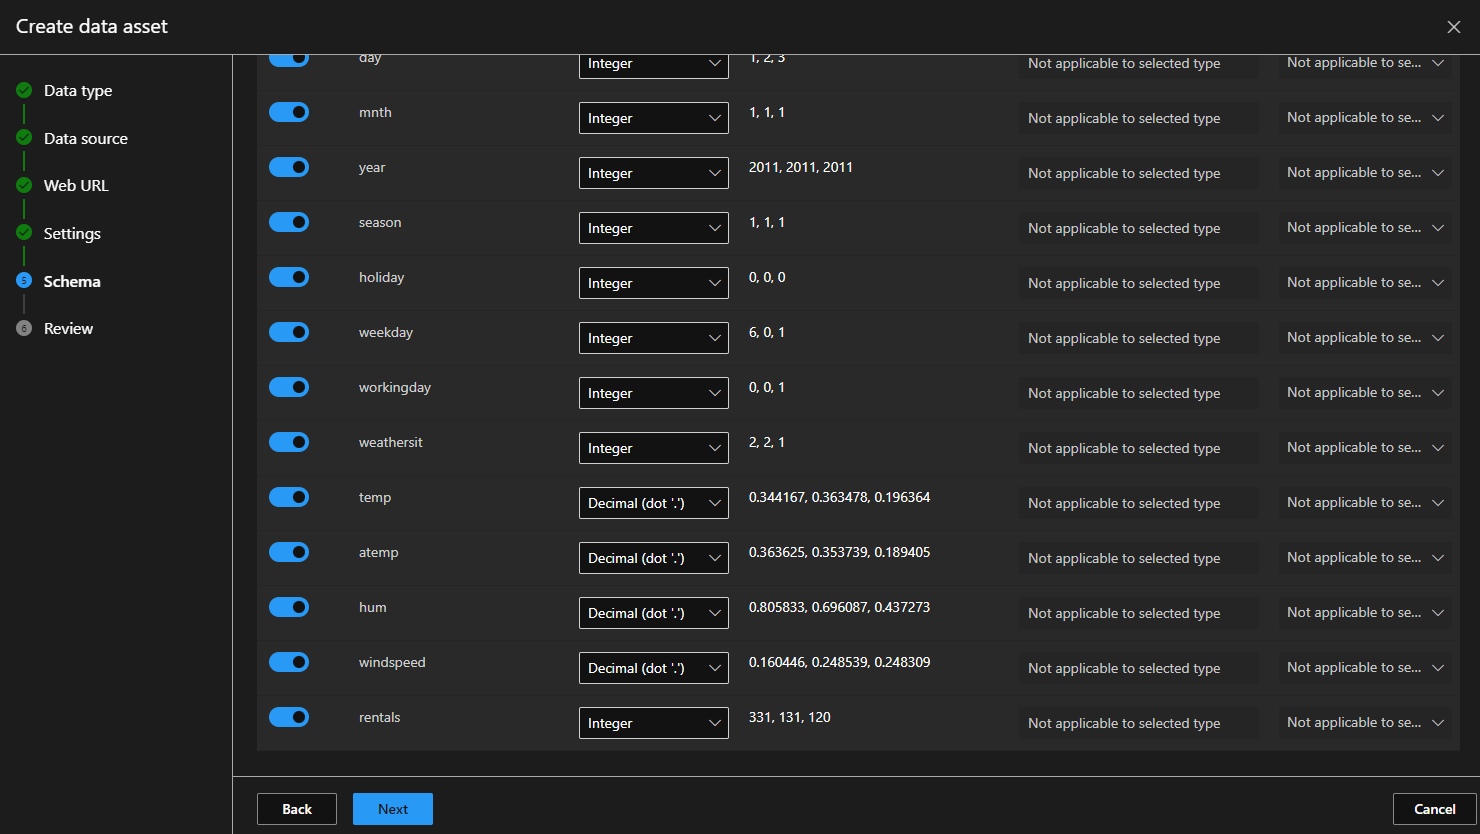 Create data asset
Data type
Data source
Web URL
Settings
5 Schema
6 Review
day Integer 1, 2, 3 Not applicable to selected type Not applicable to se...
mnth Integer 1, 1, 1 Not applicable to selected type Not applicable to se...
year Integer 2011, 2011, 2011 Not applicable to selected type Not applicable to se...
season Integer 1, 1, 1 Not applicable to selected type Not applicable to se...
holiday Integer 0, 0, 0 Not applicable to selected type Not applicable to se...
weekday Integer 6, 0, 1 Not applicable to selected type Not applicable to se...
workingday Integer 0, 0, 1 Not applicable to selected type Not applicable to se...
weathersit Integer 2, 2, 1 Not applicable to selected type Not applicable to se...
temp Decimal (dot '.') 0.344167, 0.363478, 0.196364 Not applicable to selected type Not applicable to se...
atemp Decimal (dot '.') 0.363625, 0.353739, 0.189405 Not applicable to selected type Not applicable to se...
hum Decimal (dot '.') 0.805833, 0.696087, 0.437273 Not applicable to selected type Not applicable to se...
windspeed Decimal (dot '.') 0.160446, 0.248539, 0.248309 Not applicable to selected type Not applicable to se...
rentals Integer 331, 131, 120 Not applicable to selected type Not applicable to se...
Back Next Cancel